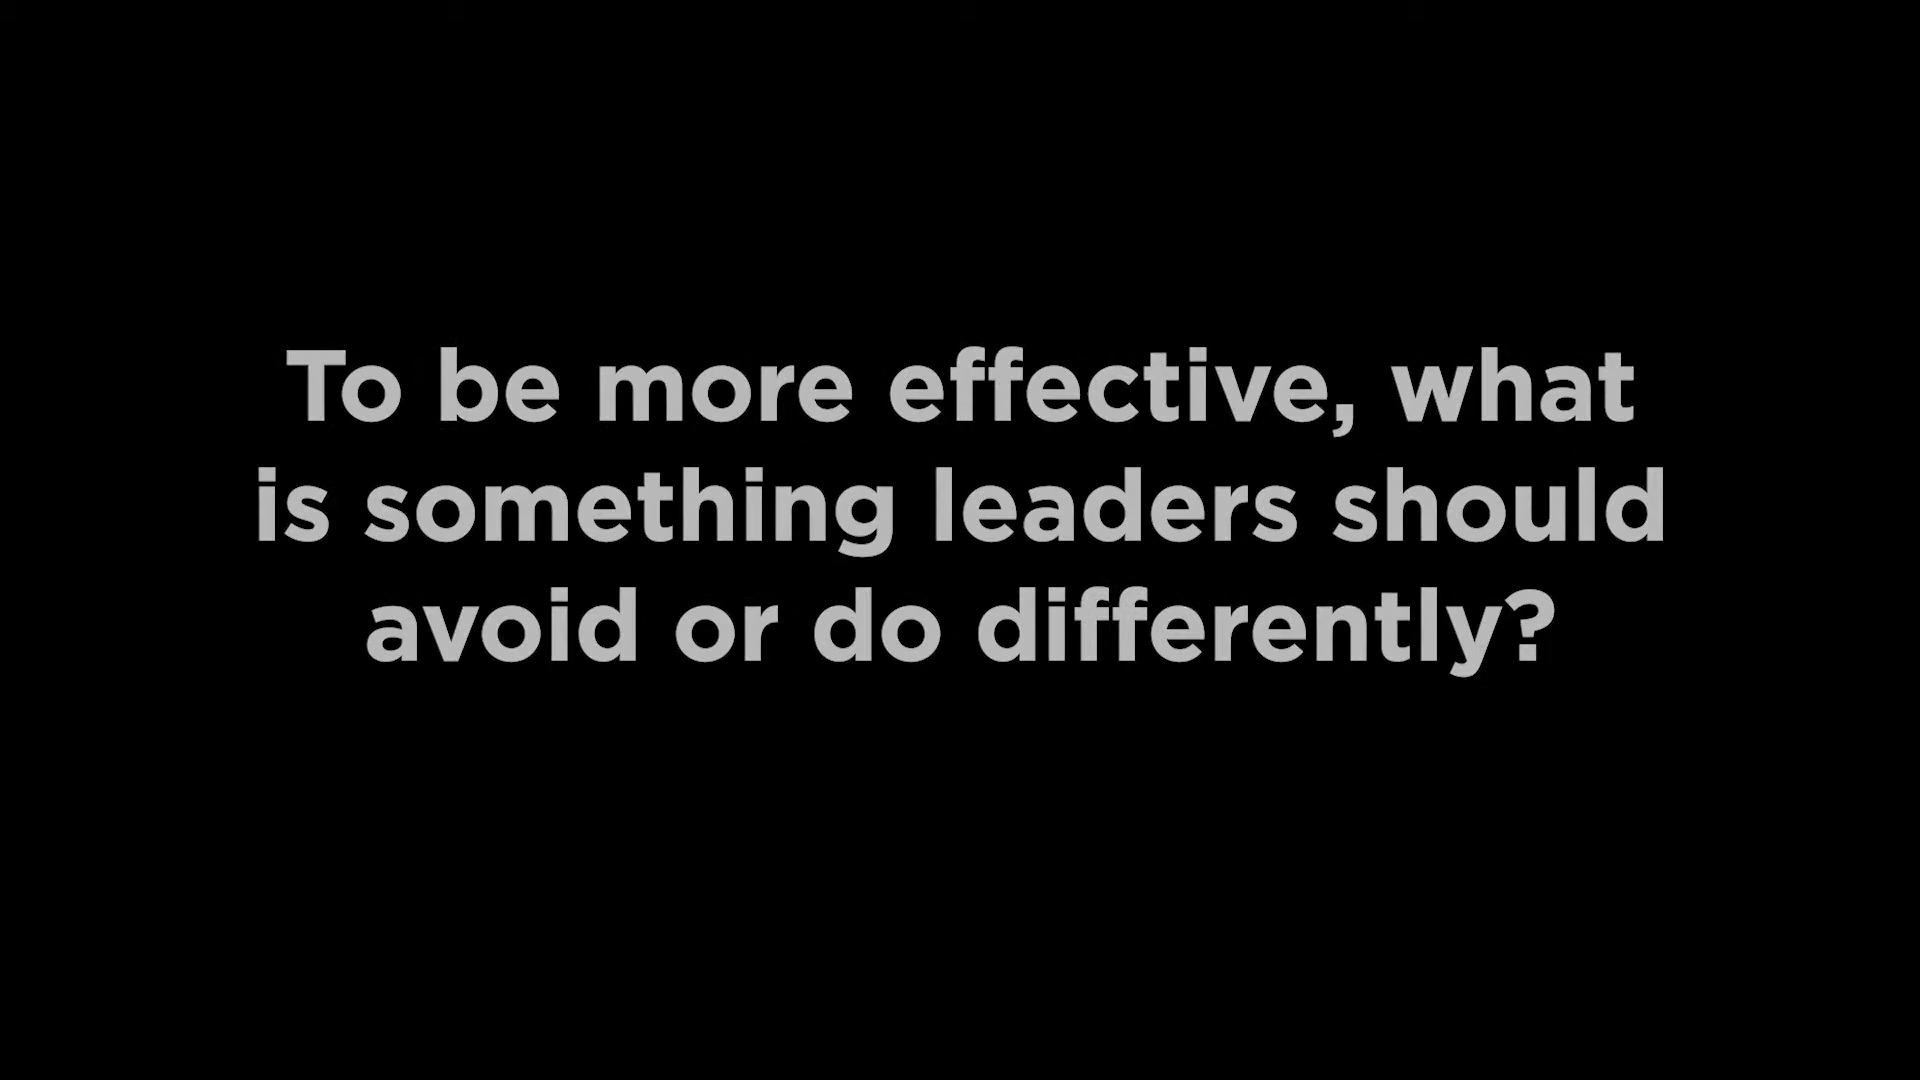 To be more effective, what
is something leaders should
avoid or do differently?